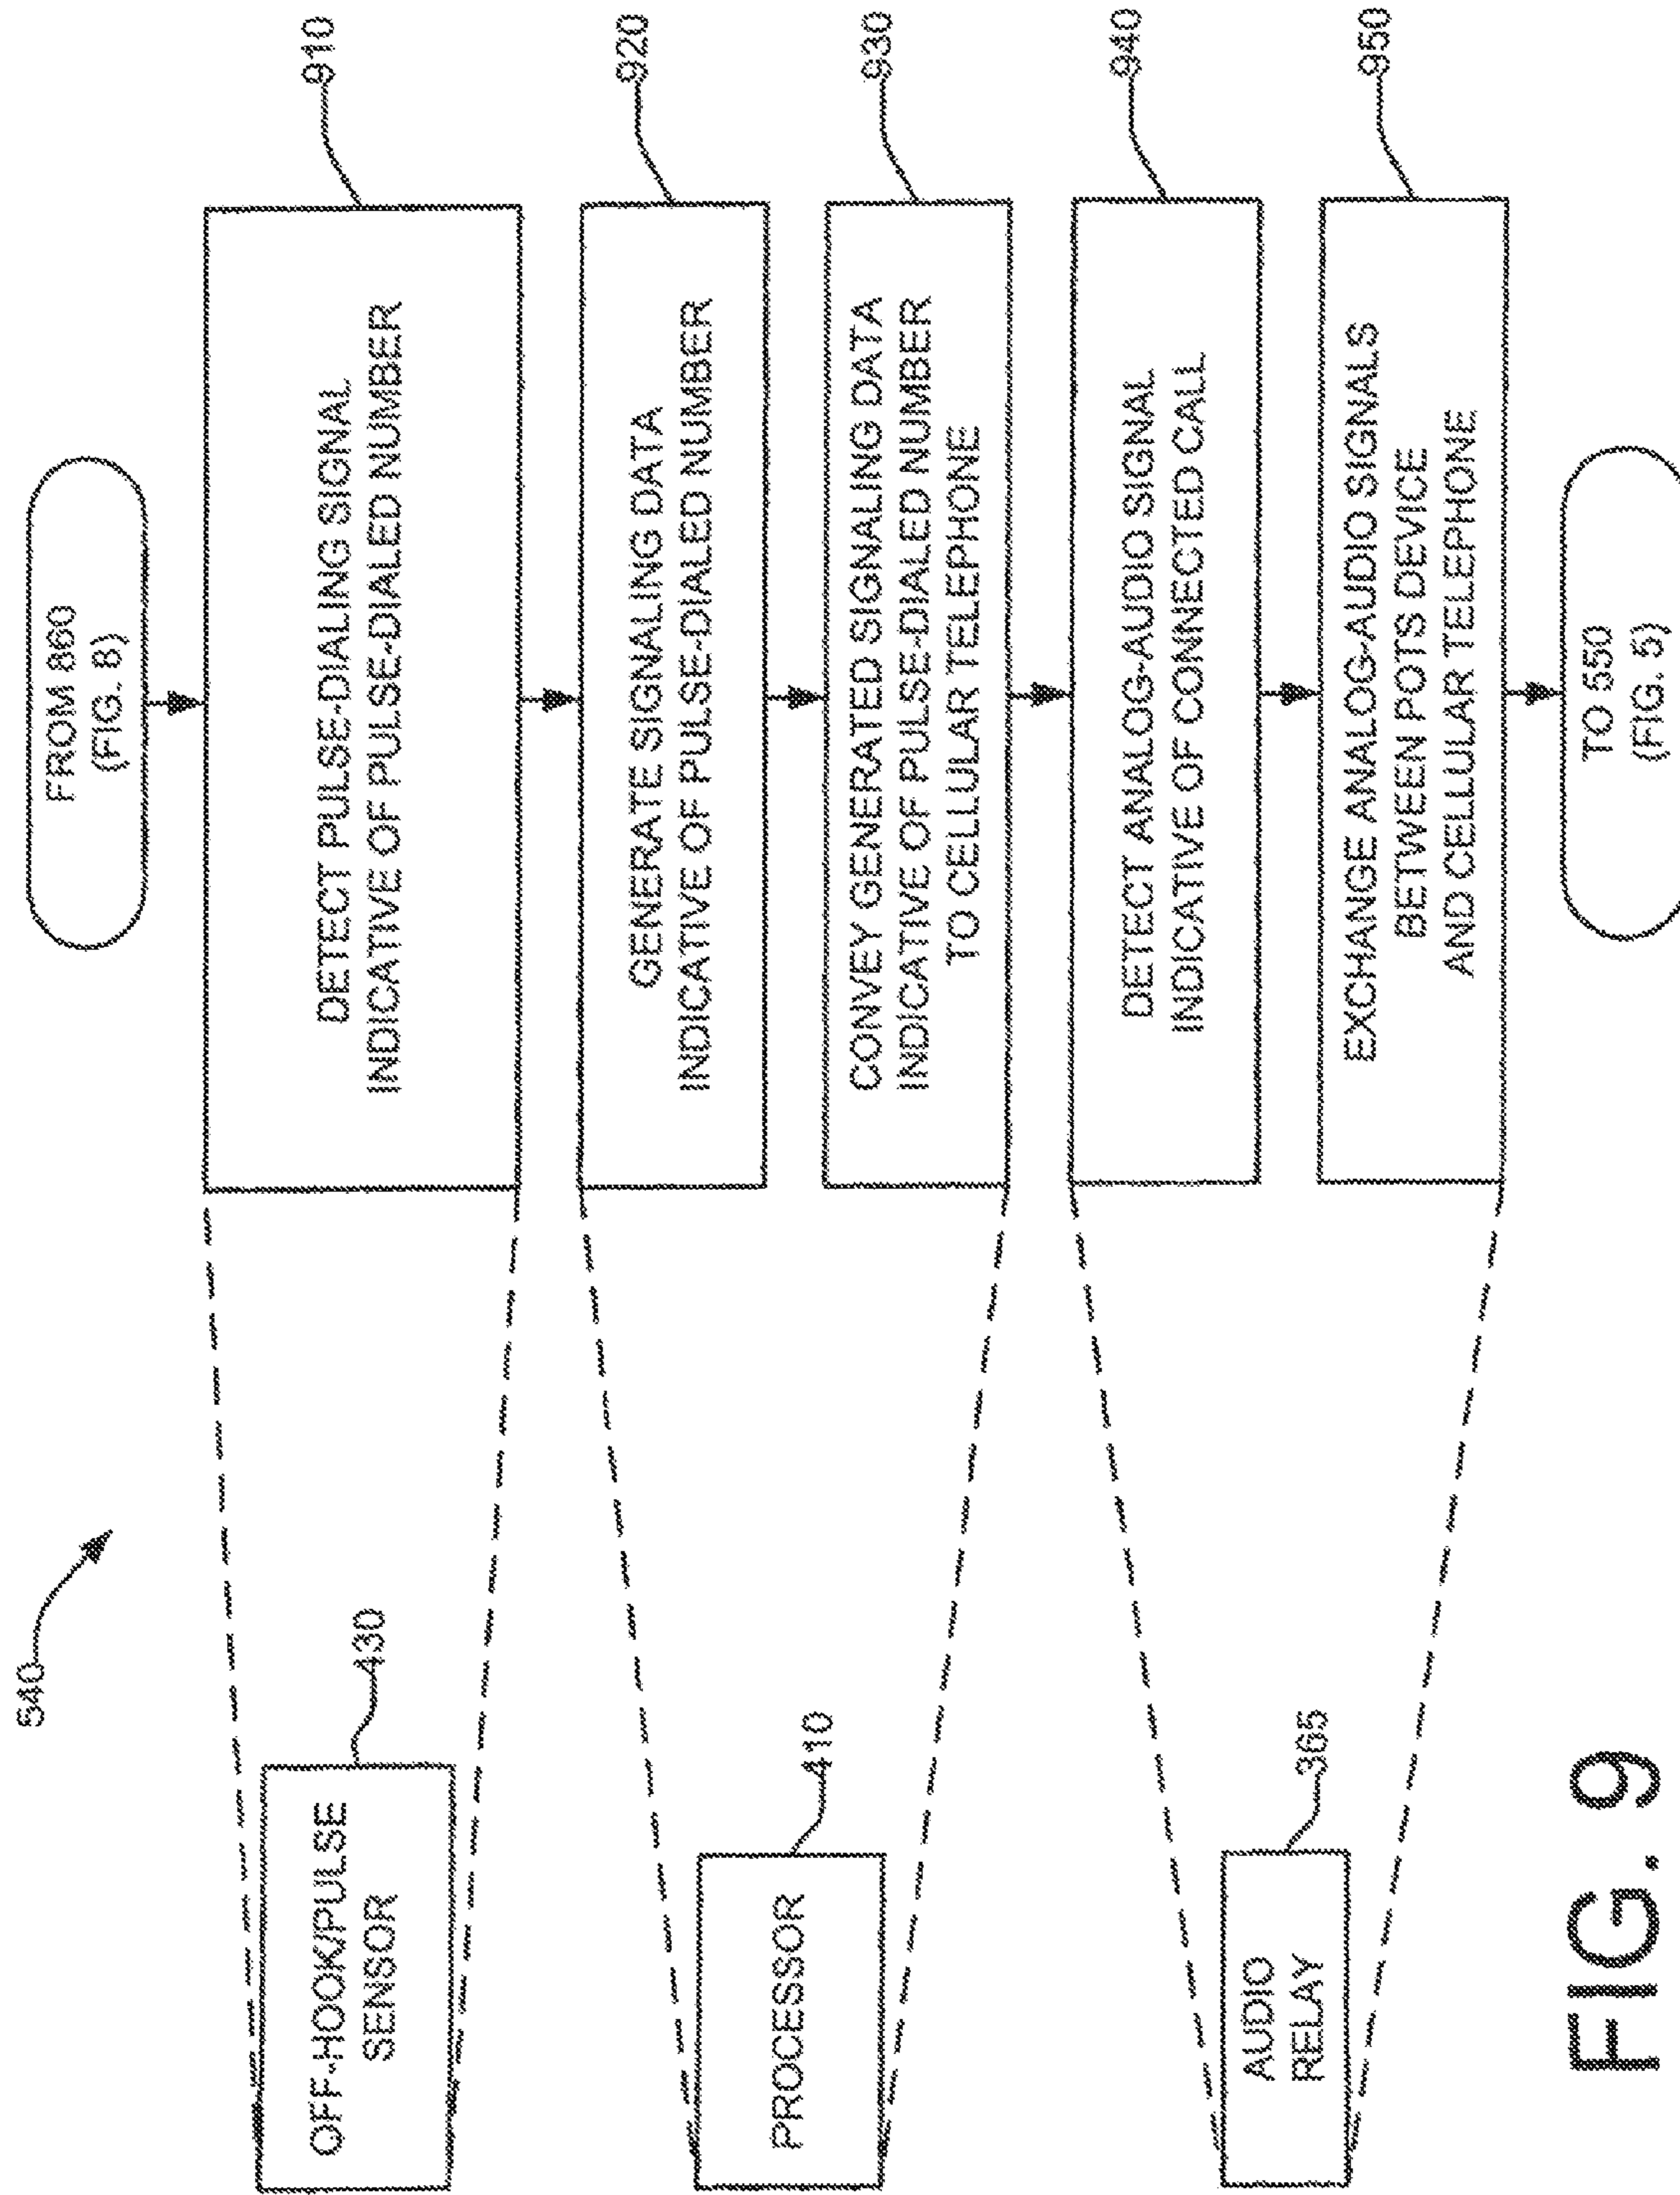 540
FROM 860
(FIG. 8)
OFF-HOOK/PULSE
SENSOR
430
DETECT PULSE-DIALING SIGNAL
INDICATIVE OF PULSE-DIALED NUMBER
910
PROCESSOR
410
GENERATE SIGNALING DATA
INDICATIVE OF PULSE-DIALED NUMBER
920
CONVEY GENERATED SIGNALING DATA
INDICATIVE OF PULSE-DIALED NUMBER
TO CELLULAR TELEPHONE
930
AUDIO
RELAY
365
DETECT ANALOG-AUDIO SIGNAL
INDICATIVE OF CONNECTED CALL
940
EXCHANGE ANALOG-AUDIO SIGNALS
BETWEEN POTS DEVICE
AND CELLULAR TELEPHONE
950
TO 550
(FIG. 5)
FIG. 9